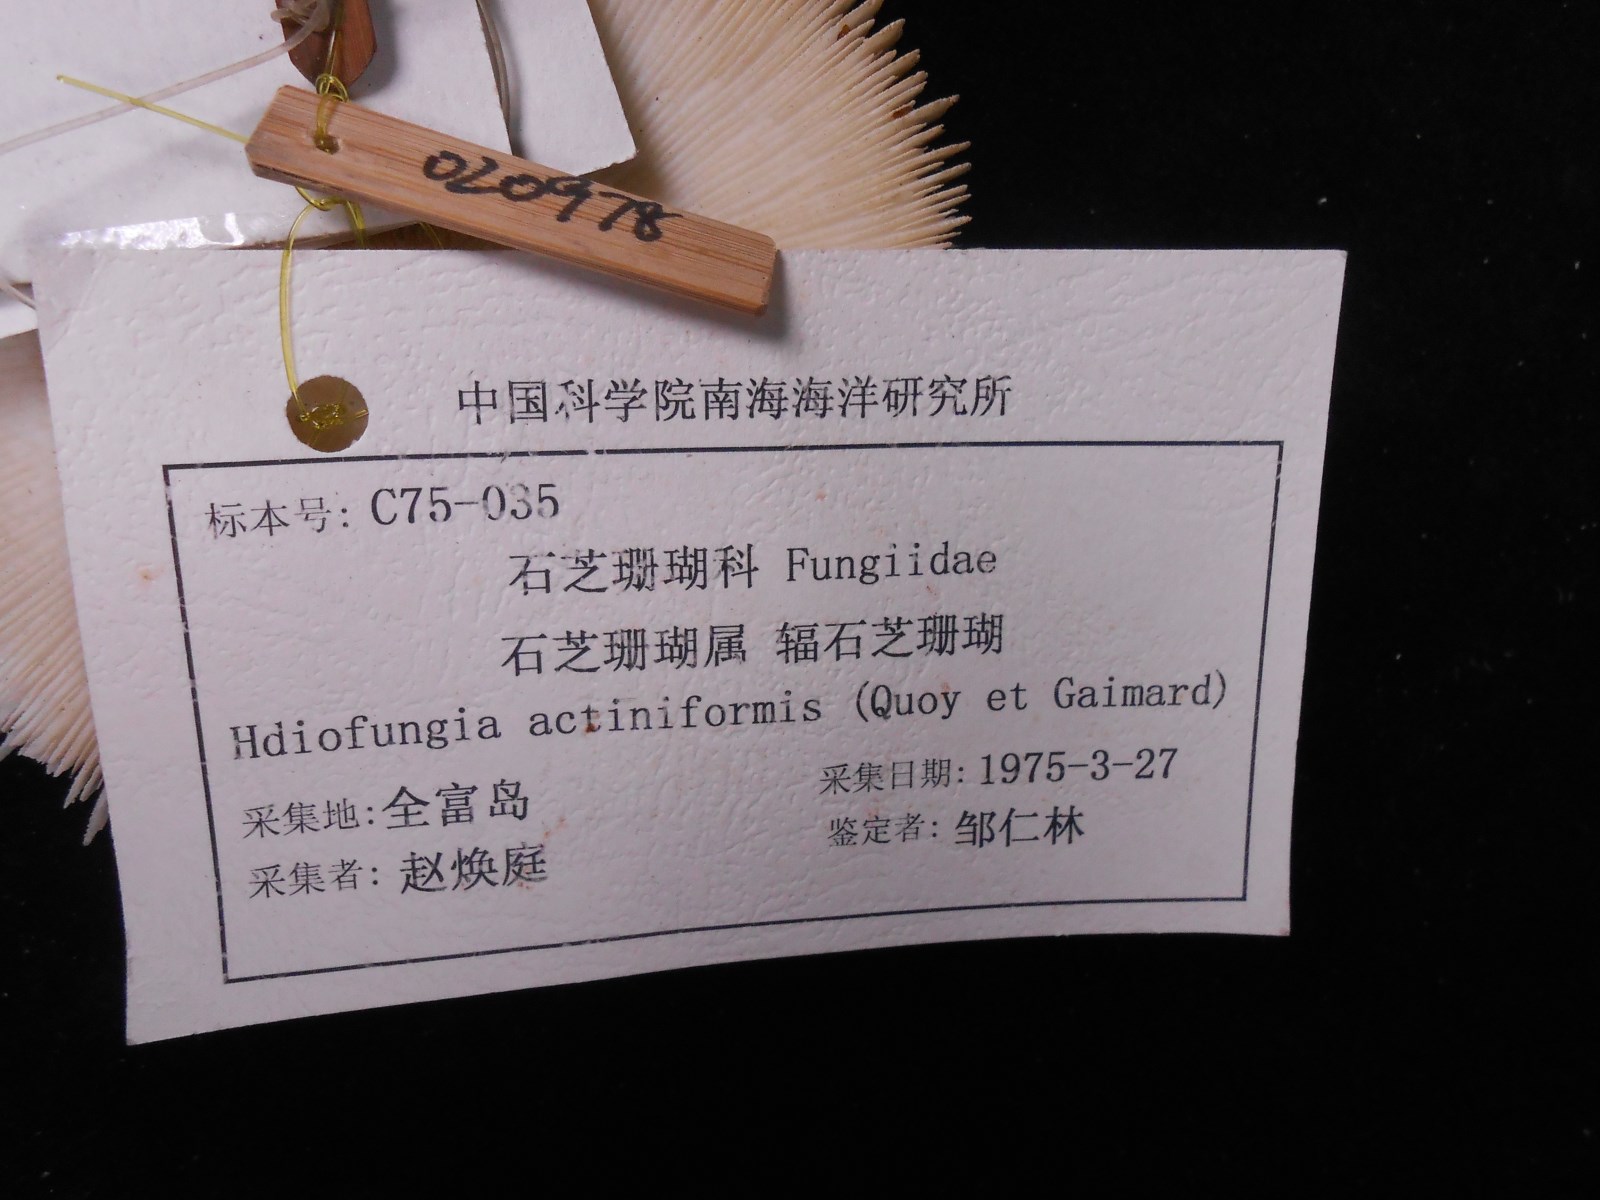 020978
中国科学院南海海洋研究所
标本号: C75-035
石芝珊瑚科 Fungiidae
石芝珊瑚属 辐石芝珊瑚
Hdiofungia actiniformis (Quoy et Gaimard)
采集地:全富岛 采集日期: 1975-3-27
采集者: 赵焕庭 鉴定者: 邹仁林